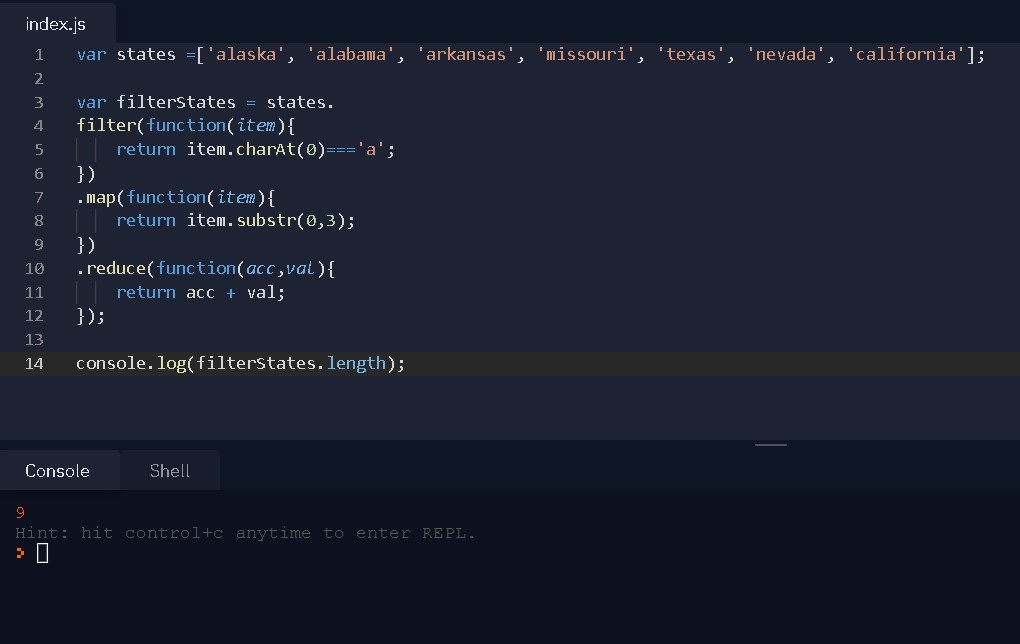 index.js
1 var states =['alaska', 'alabama', 'arkansas', 'missouri', 'texas', 'nevada', 'california'];
2
3 var filterStates = states.
4 filter(function(item){
5 return item.charAt(0)==='a';
6 })
7 .map(function(item){
8 return item.substr(0,3);
9 })
10 .reduce(function(acc,val){
11 return acc + val;
12 });
13
14 console.log(filterStates.length);
Console Shell
9
Hint: hit control+c anytime to enter REPL.
>